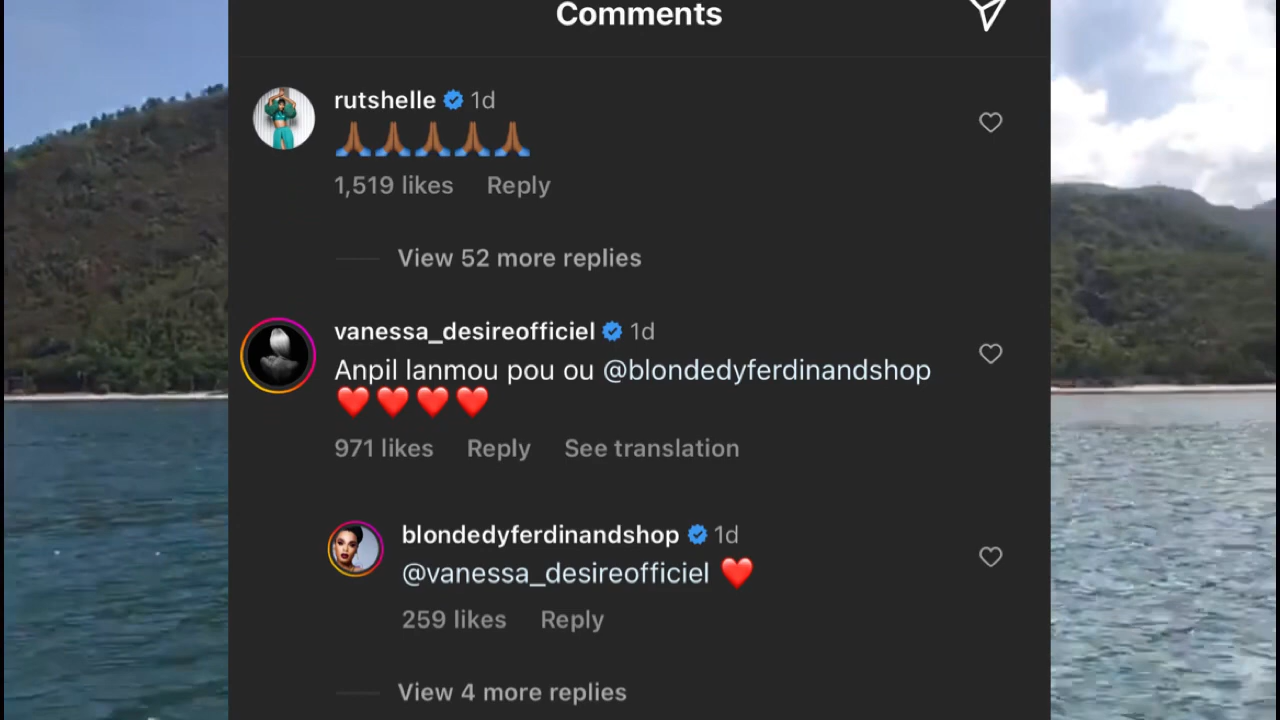 Comments
rutshelle 1d
🙏🏾🙏🏾🙏🏾🙏🏾🙏🏾
1,519 likes Reply
View 52 more replies
vanessa_desireofficiel 1d
Anpil lanmou pou ou @blondedyferdinandshop
❤️❤️❤️❤️
971 likes Reply See translation
blondedyferdinandshop 1d
@vanessa_desireofficiel ❤️
259 likes Reply
View 4 more replies